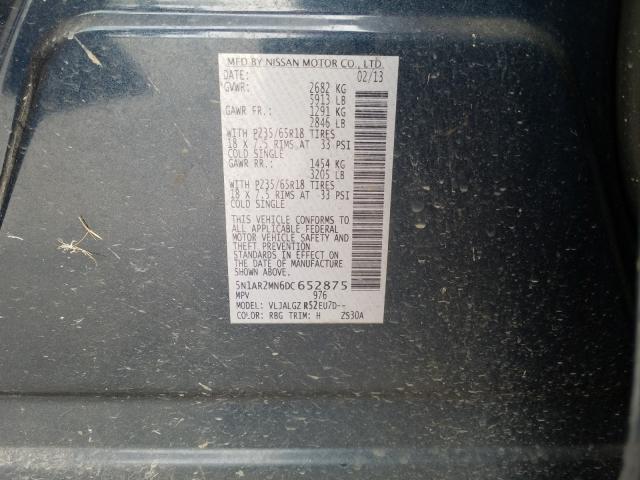 MFD BY NISSAN MOTOR CO., LTD.
DATE: 02/13
GVWR: 2682 KG
5913 LB
GAWR FR.: 1291 KG
2846 LB
WITH P235/65R18 TIRES
18 X 7.5 RIMS AT 33 PSI
COLD SINGLE
GAWR RR.: 1454 KG
3205 LB
WITH P235/65R18 TIRES
18 X 7.5 RIMS AT 33 PSI
COLD SINGLE
THIS VEHICLE CONFORMS TO
ALL APPLICABLE FEDERAL
MOTOR VEHICLE SAFETY AND
THEFT PREVENTION
STANDARDS IN EFFECT ON
THE DATE OF MANUFACTURE
SHOWN ABOVE.
5N1AR2MN6DC652875
MPV 976
MODEL: VLJALGZ R52EU7D--
COLOR: RBG TRIM: H ZS30A